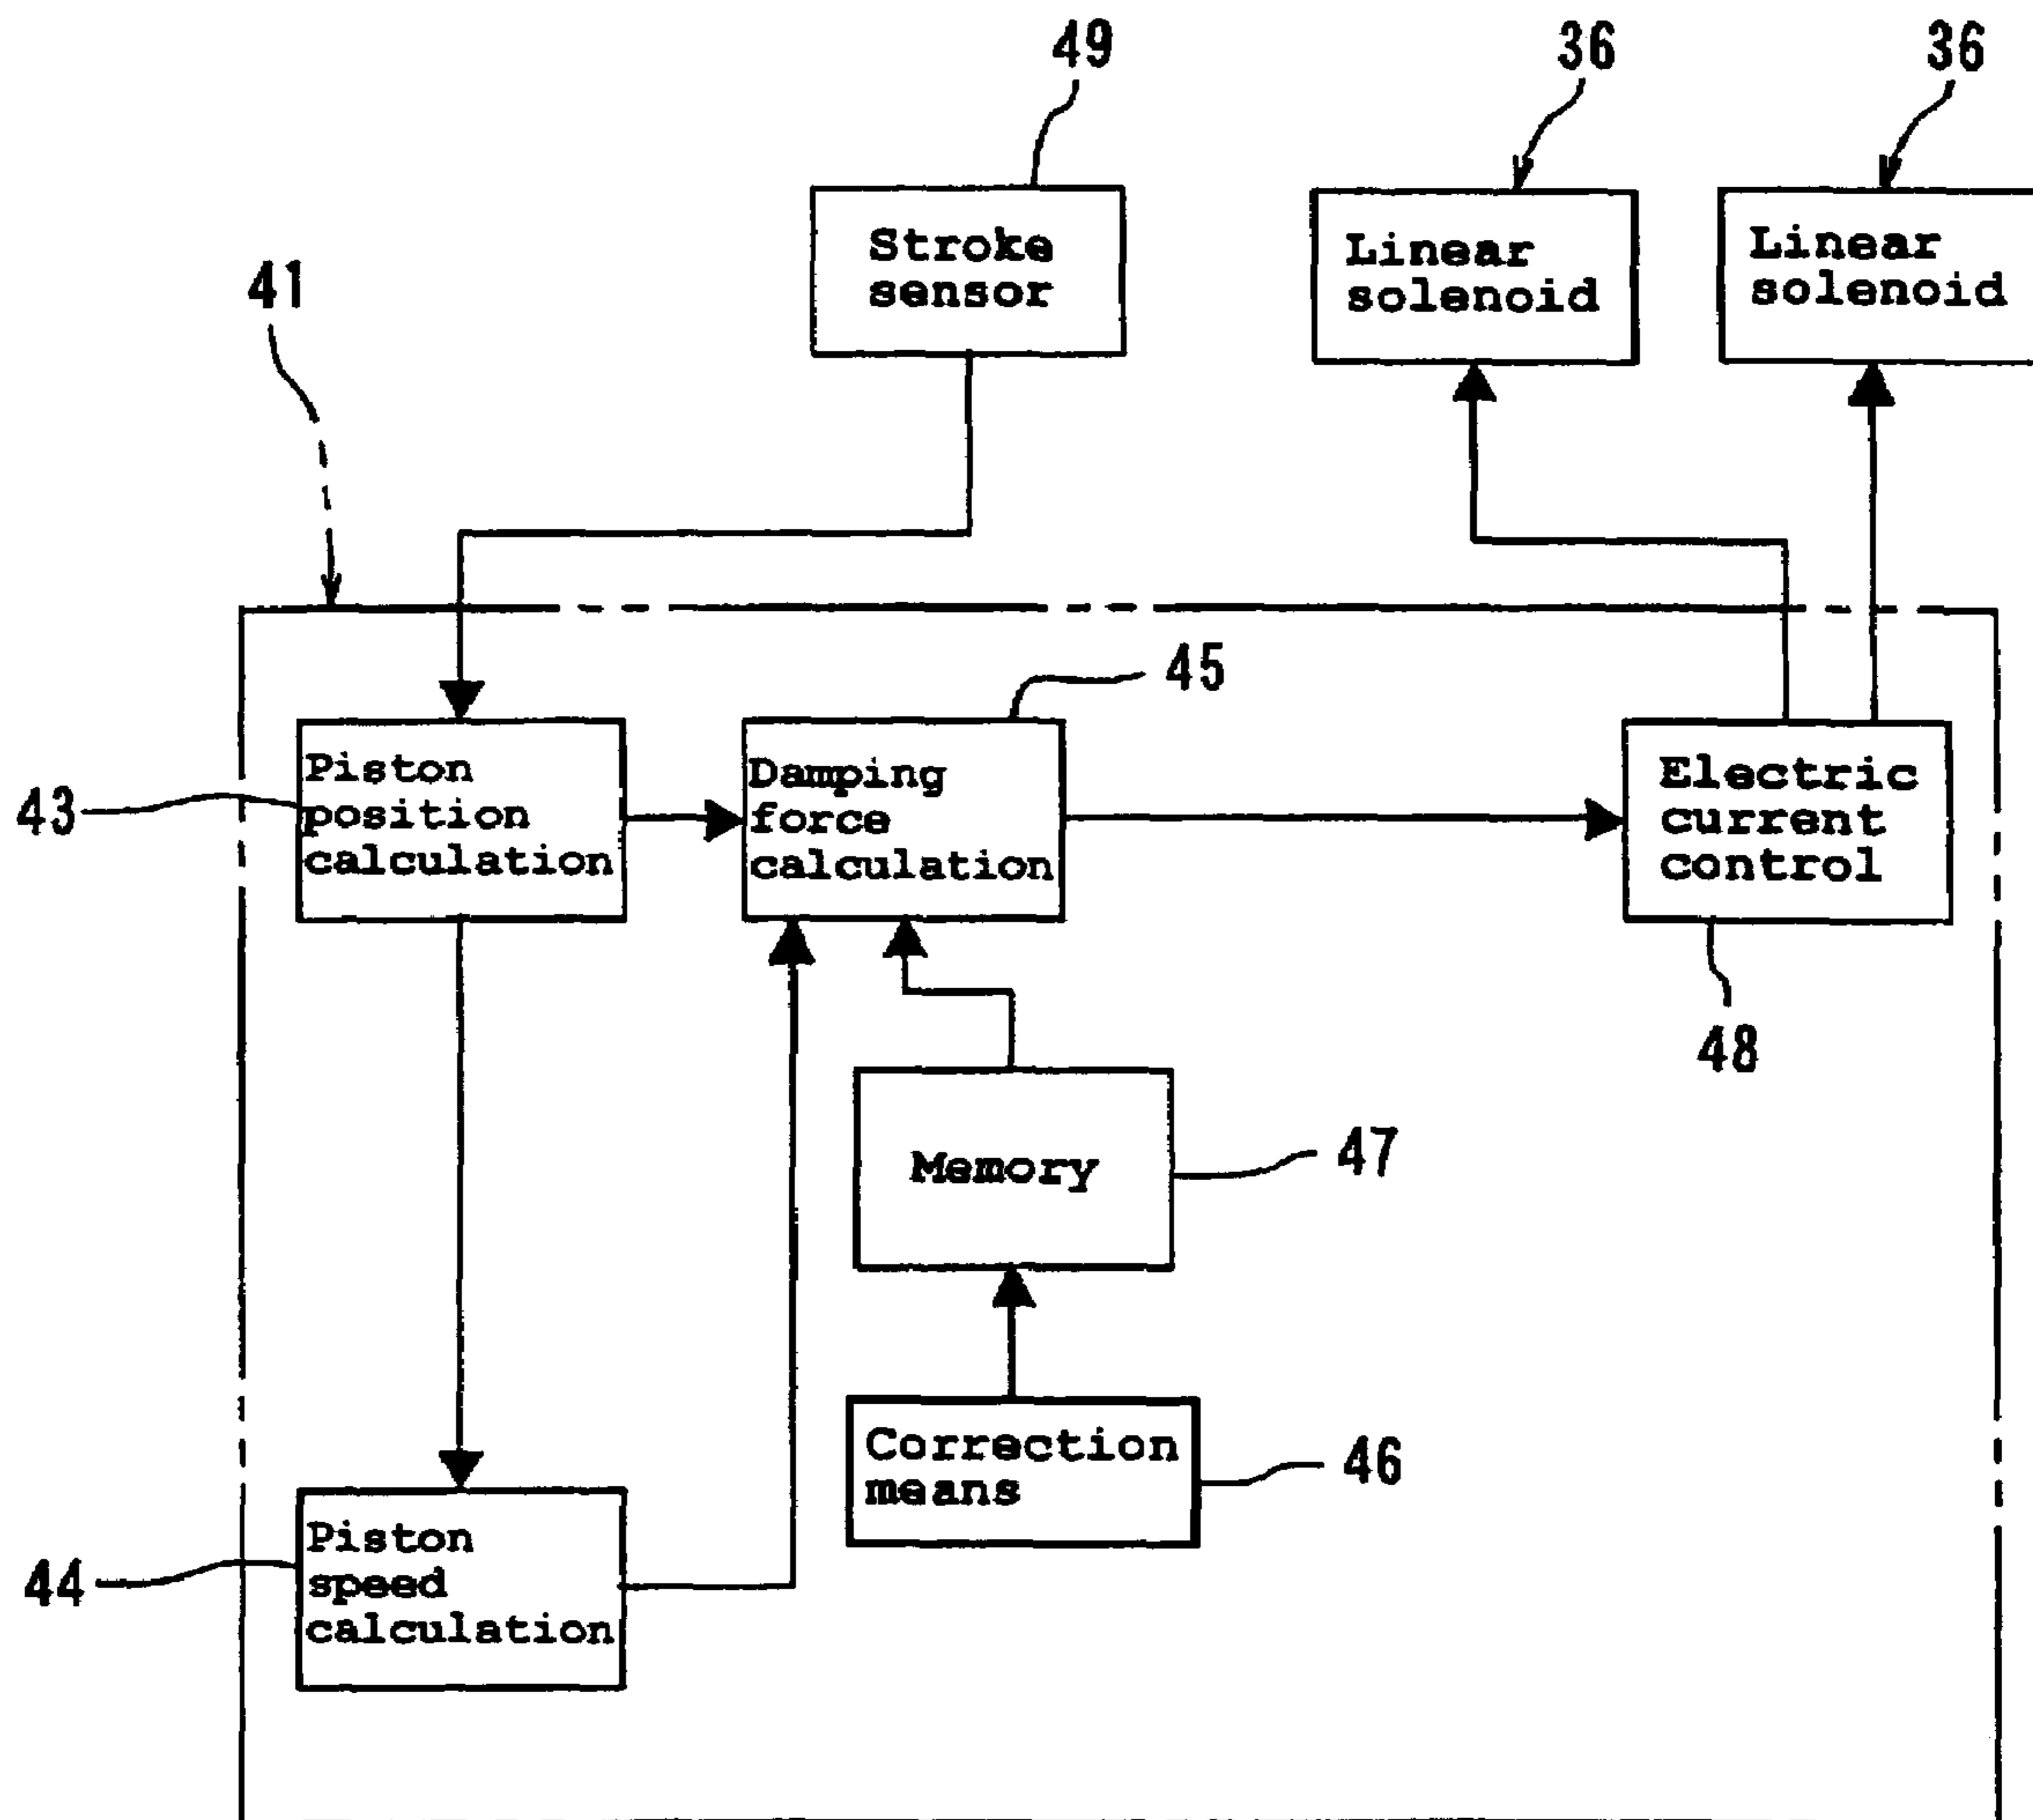 49
36
36
Stroke
sensor
Linear
solenoid
Linear
solenoid
41
45
43
Piston
position
calculation
Damping
force
calculation
Electric
current
control
48
Memory
47
Correction
means
46
44
Piston
speed
calculation